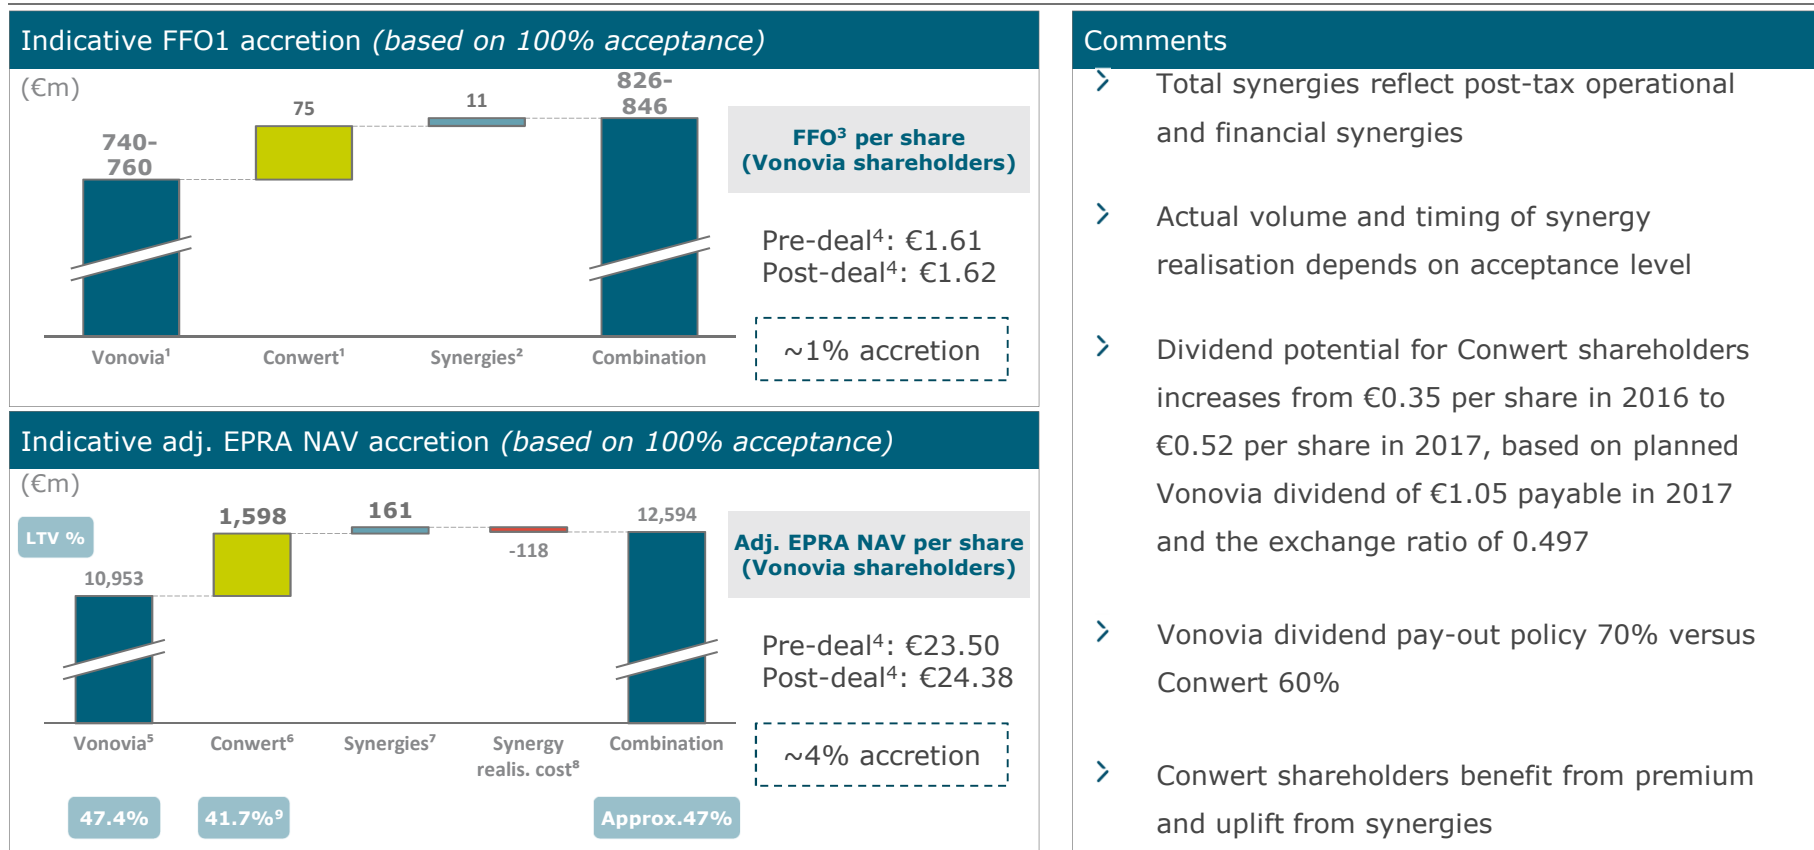 Indicative FFO1 accretion (based on 100% acceptance)
(€m)
740-
760
75
11
826-
846
Vonovia¹
Conwert¹
Synergies²
Combination
FFO³ per share
(Vonovia shareholders)
Pre-deal⁴: €1.61
Post-deal⁴: €1.62
~1% accretion
Indicative adj. EPRA NAV accretion (based on 100% acceptance)
(€m)
LTV %
10,953
1,598
161
-118
12,594
Vonovia⁵
Conwert⁶
Synergies⁷
Synergy
realis. cost⁸
Combination
47.4%
41.7%⁹
Approx.47%
Adj. EPRA NAV per share
(Vonovia shareholders)
Pre-deal⁴: €23.50
Post-deal⁴: €24.38
~4% accretion
Comments
Total synergies reflect post-tax operational
and financial synergies
Actual volume and timing of synergy
realisation depends on acceptance level
Dividend potential for Conwert shareholders
increases from €0.35 per share in 2016 to
€0.52 per share in 2017, based on planned
Vonovia dividend of €1.05 payable in 2017
and the exchange ratio of 0.497
Vonovia dividend pay-out policy 70% versus
Conwert 60%
Conwert shareholders benefit from premium
and uplift from synergies